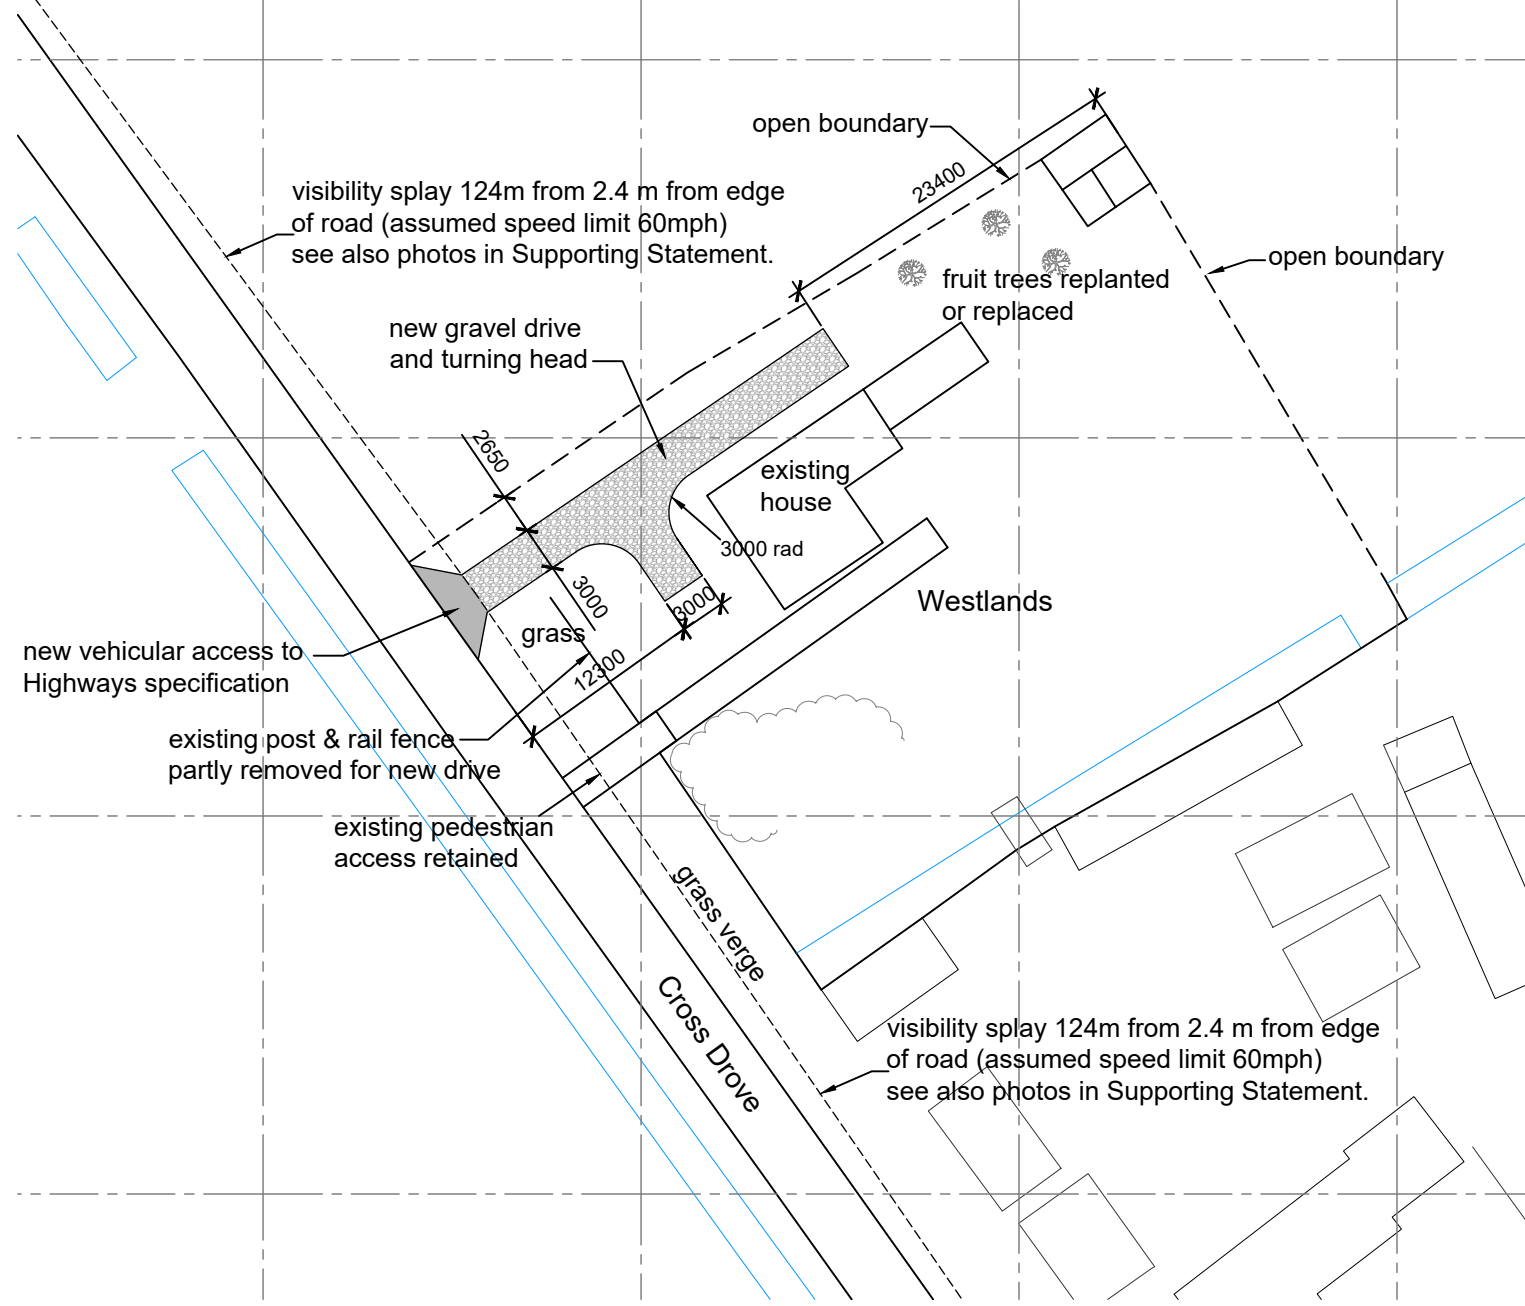 open boundary
23400
visibility splay 124m from 2.4 m from edge
of road (assumed speed limit 60mph)
see also photos in Supporting Statement.
open boundary
fruit trees replanted
or replaced
new gravel drive
and turning head
2650
existing
house
3000 rad
3000
3000
Westlands
grass
12300
new vehicular access to
Highways specification
existing post & rail fence
partly removed for new drive
existing pedestrian
access retained
grass verge
Cross Drove
visibility splay 124m from 2.4 m from edge
of road (assumed speed limit 60mph)
see also photos in Supporting Statement.